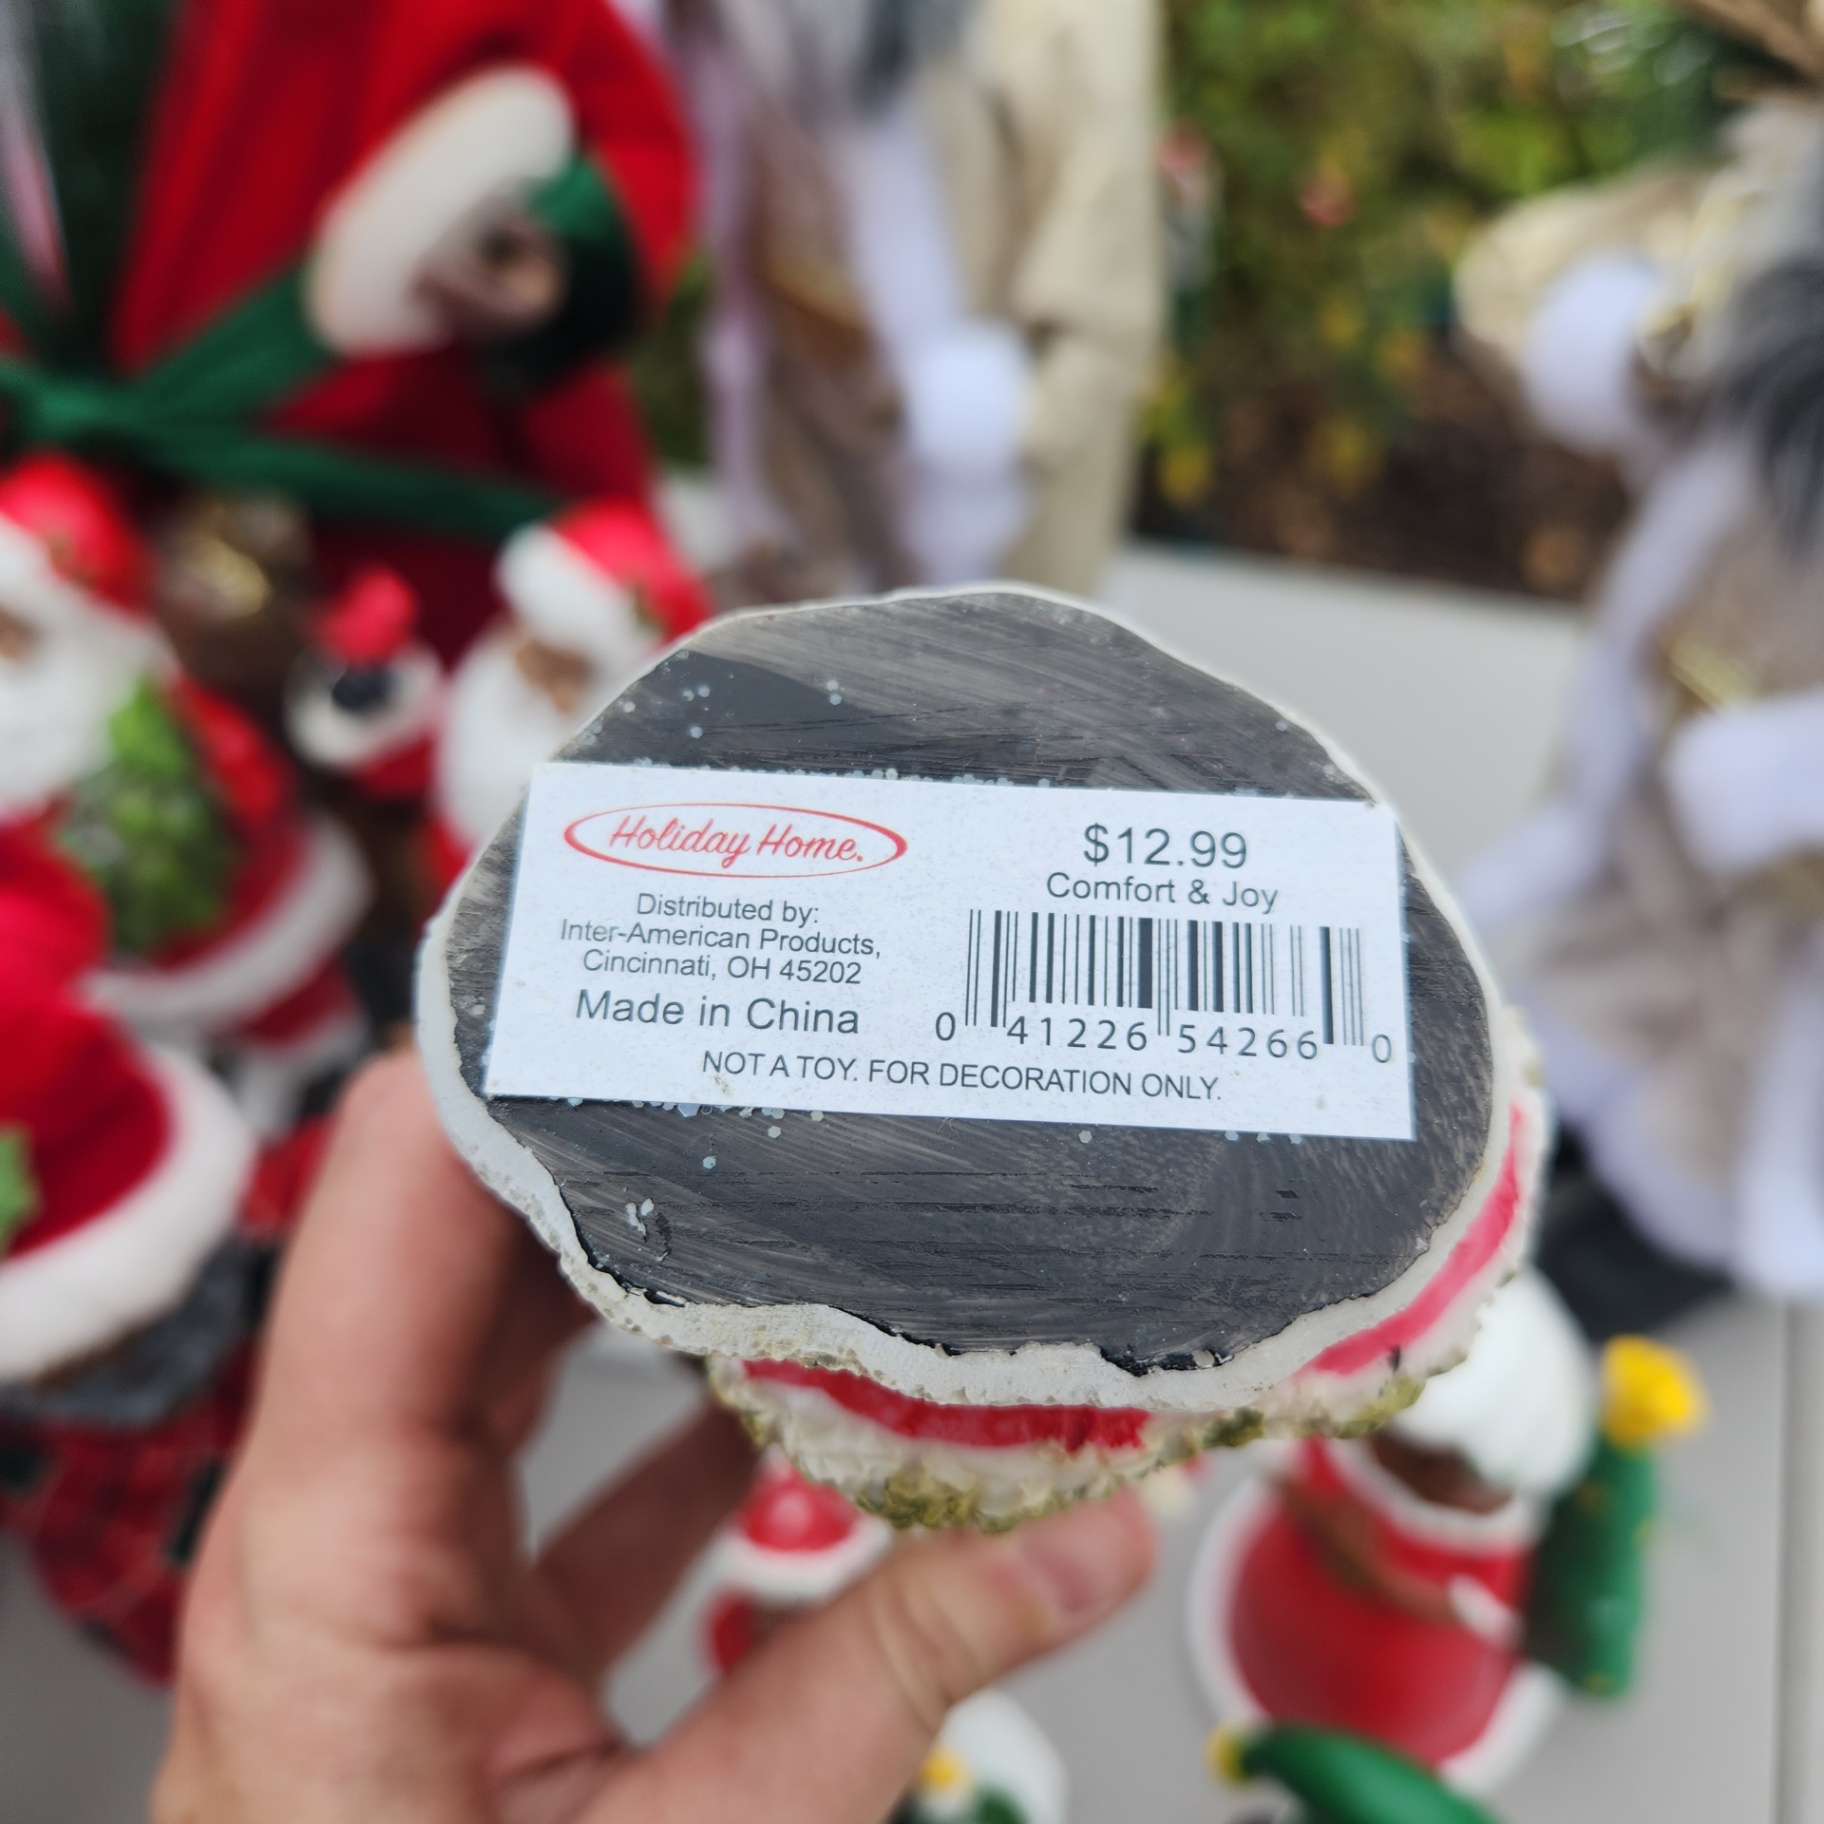 Holiday Home.
Distributed by:
Inter-American Products,
Cincinnati, OH 45202
Made in China
$12.99
Comfort & Joy
0 41226 54266 0
NOT A TOY. FOR DECORATION ONLY.